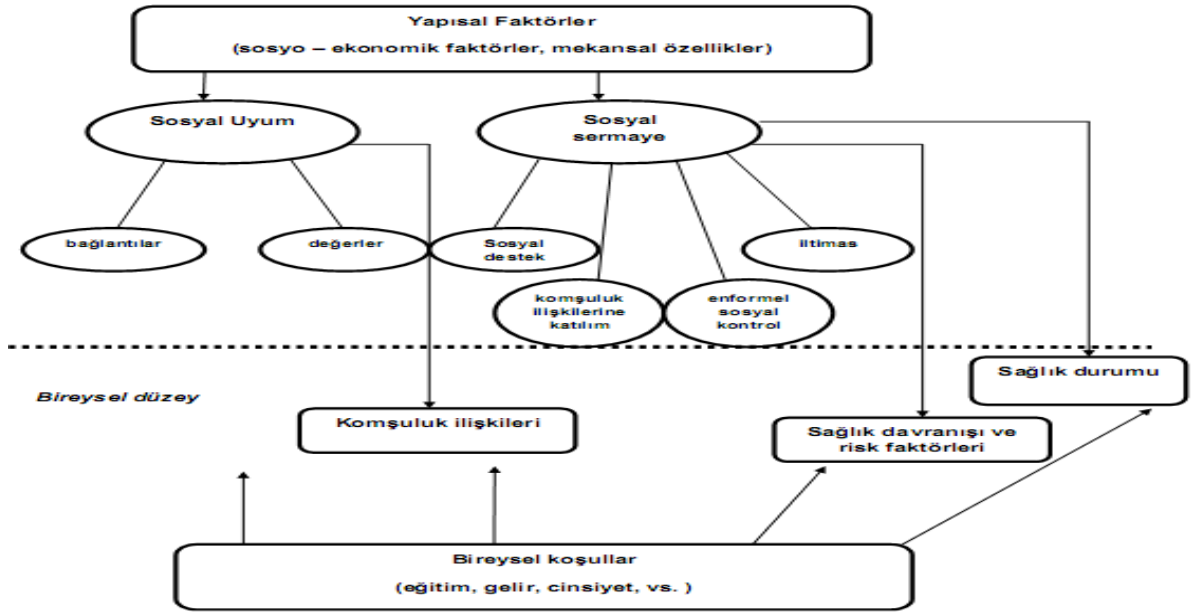 Yapısal Faktörler
(sosyo – ekonomik faktörler, mekansal özellikler)
Sosyal Uyum
Sosyal
sermaye
bağlantılar
değerler
Sosyal
destek
iltimas
komşuluk
ilişkilerine
katılım
enformel
sosyal
kontrol
Sağlık durumu
Bireysel düzey
Komşuluk ilişkileri
Sağlık davranışı ve
risk faktörleri
Bireysel koşullar
(eğitim, gelir, cinsiyet, vs. )